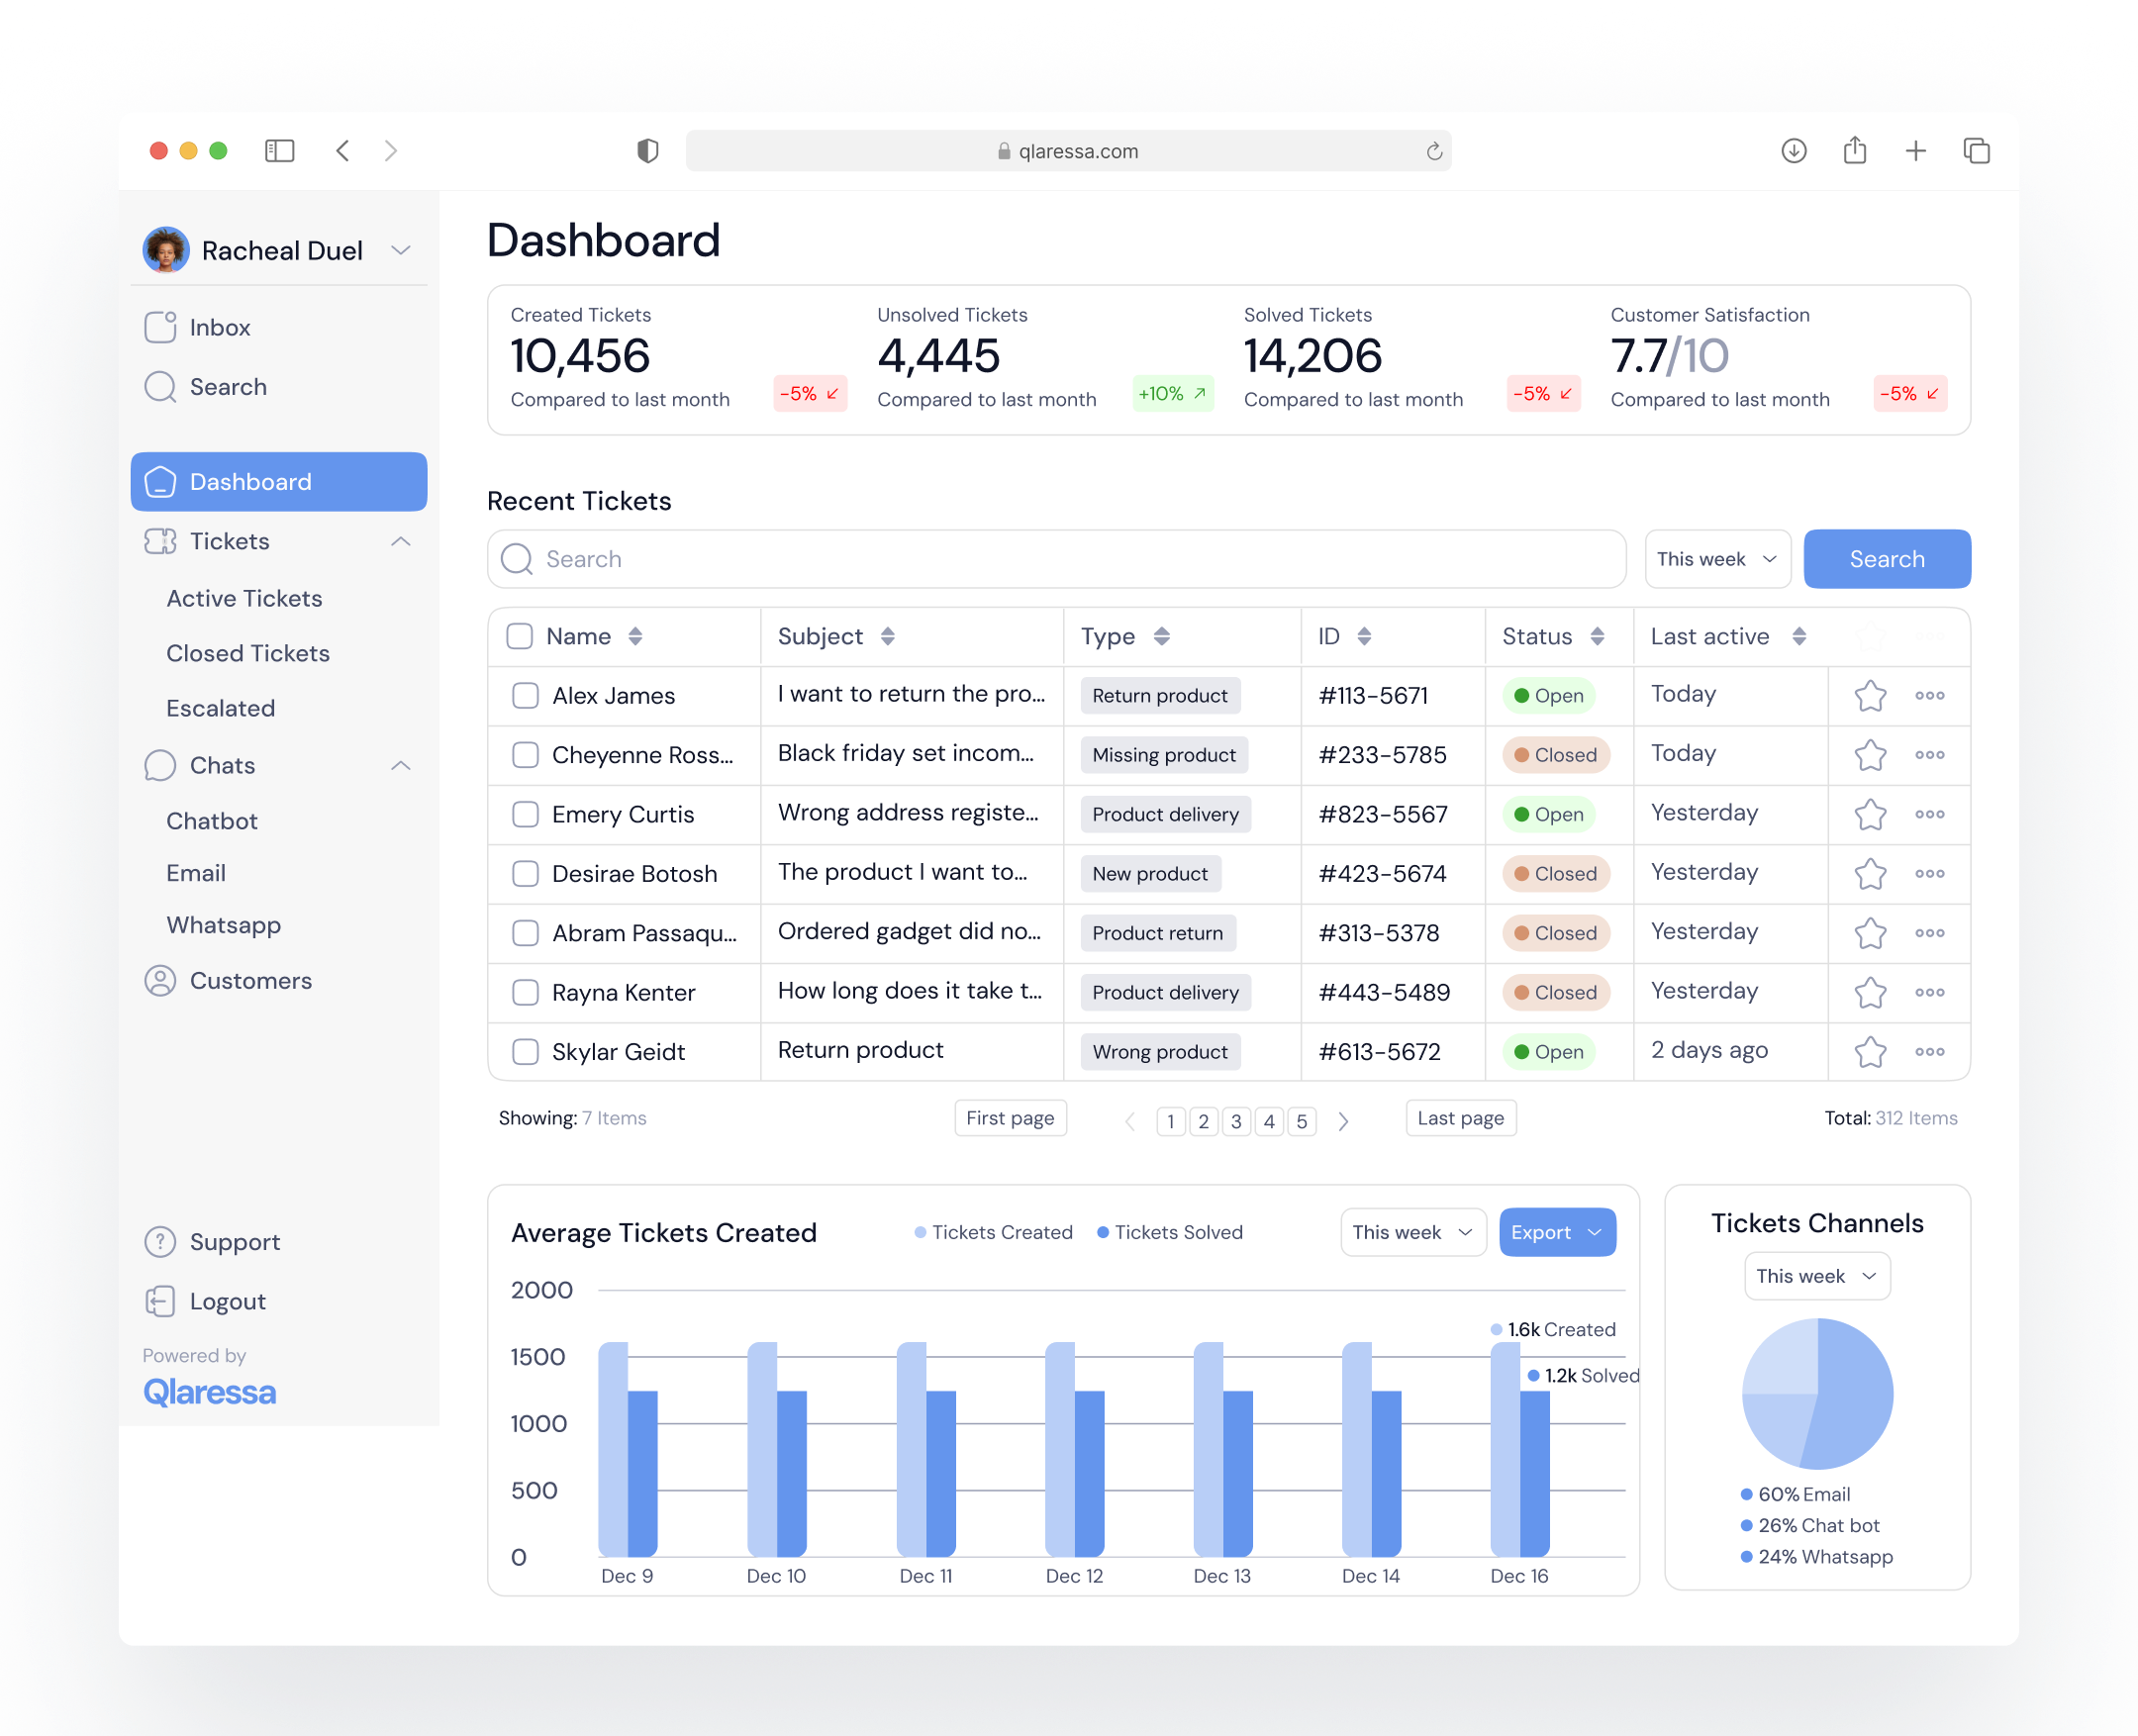 qlaressa.com
Racheal Duel
Inbox
Search
Dashboard
Tickets
Active Tickets
Closed Tickets
Escalated
Chats
Chatbot
Email
Whatsapp
Customers
Support
Logout
Powered by
Qlaressa
Dashboard
Created Tickets
10,456
Compared to last month
-5%
Unsolved Tickets
4,445
Compared to last month
+10%
Solved Tickets
14,206
Compared to last month
-5%
Customer Satisfaction
7.7/10
Compared to last month
-5%
Recent Tickets
Search
This week
Search
Name Subject Type ID Status Last active
Alex James I want to return the pro... Return product #113-5671 Open Today
Cheyenne Ross... Black friday set incom... Missing product #233-5785 Closed Today
Emery Curtis Wrong address registe... Product delivery #823-5567 Open Yesterday
Desirae Botosh The product I want to... New product #423-5674 Closed Yesterday
Abram Passaqu... Ordered gadget did no... Product return #313-5378 Closed Yesterday
Rayna Kenter How long does it take t... Product delivery #443-5489 Closed Yesterday
Skylar Geidt Return product Wrong product #613-5672 Open 2 days ago
Showing: 7 Items First page 1 2 3 4 5 Last page Total: 312 Items
Average Tickets Created
Tickets Created Tickets Solved
This week
Export
2000
1500
1000
500
0
1.6k Created
1.2k Solved
Dec 9 Dec 10 Dec 11 Dec 12 Dec 13 Dec 14 Dec 16
Tickets Channels
This week
60% Email
26% Chat bot
24% Whatsapp